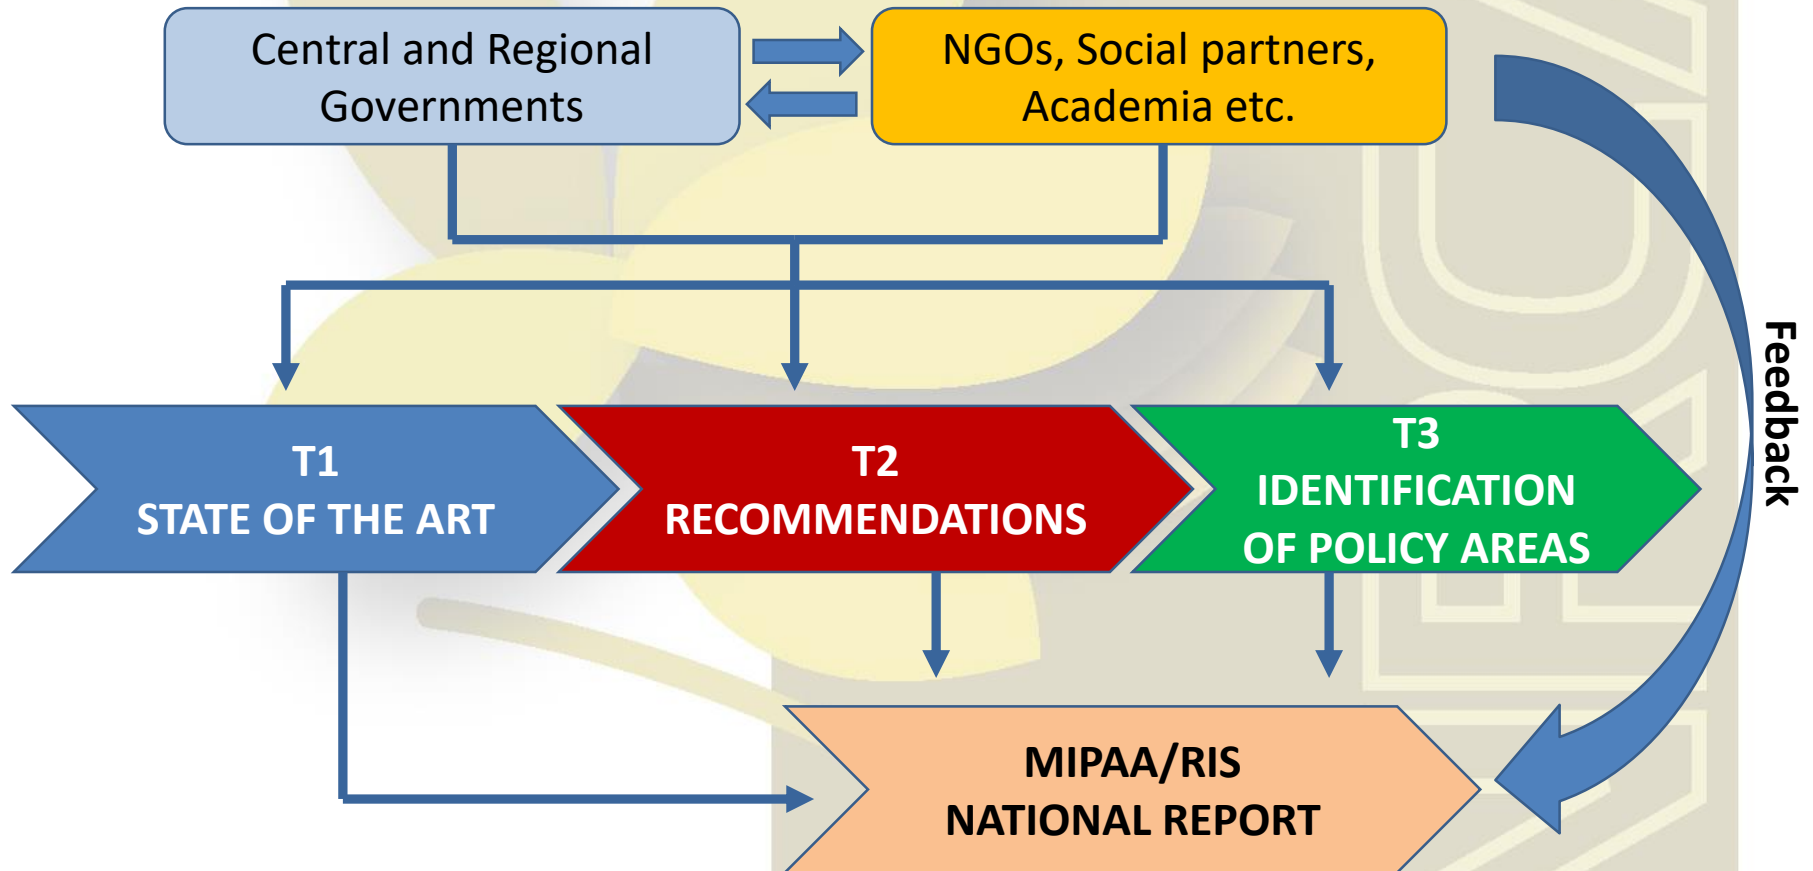 Central and Regional
Governments
NGOs, Social partners,
Academia etc.
Feedback
T1
STATE OF THE ART
T2
RECOMMENDATIONS
T3
IDENTIFICATION
OF POLICY AREAS
MIPAA/RIS
NATIONAL REPORT